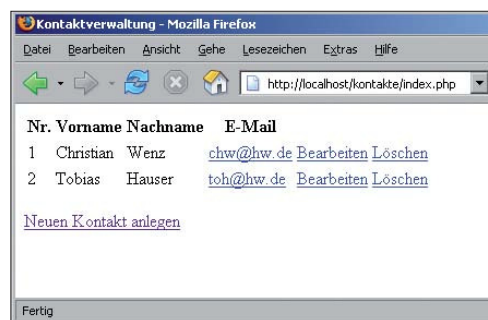 Kontaktverwaltung - Mozilla Firefox
Datei Bearbeiten Ansicht Gehe Lesezeichen Extras Hilfe
http://localhost/kontakte/index.php
Nr. Vorname Nachname E-Mail
1 Christian Wenz chw@hw.de Bearbeiten Löschen
2 Tobias Hauser toh@hw.de Bearbeiten Löschen
Neuen Kontakt anlegen
Fertig